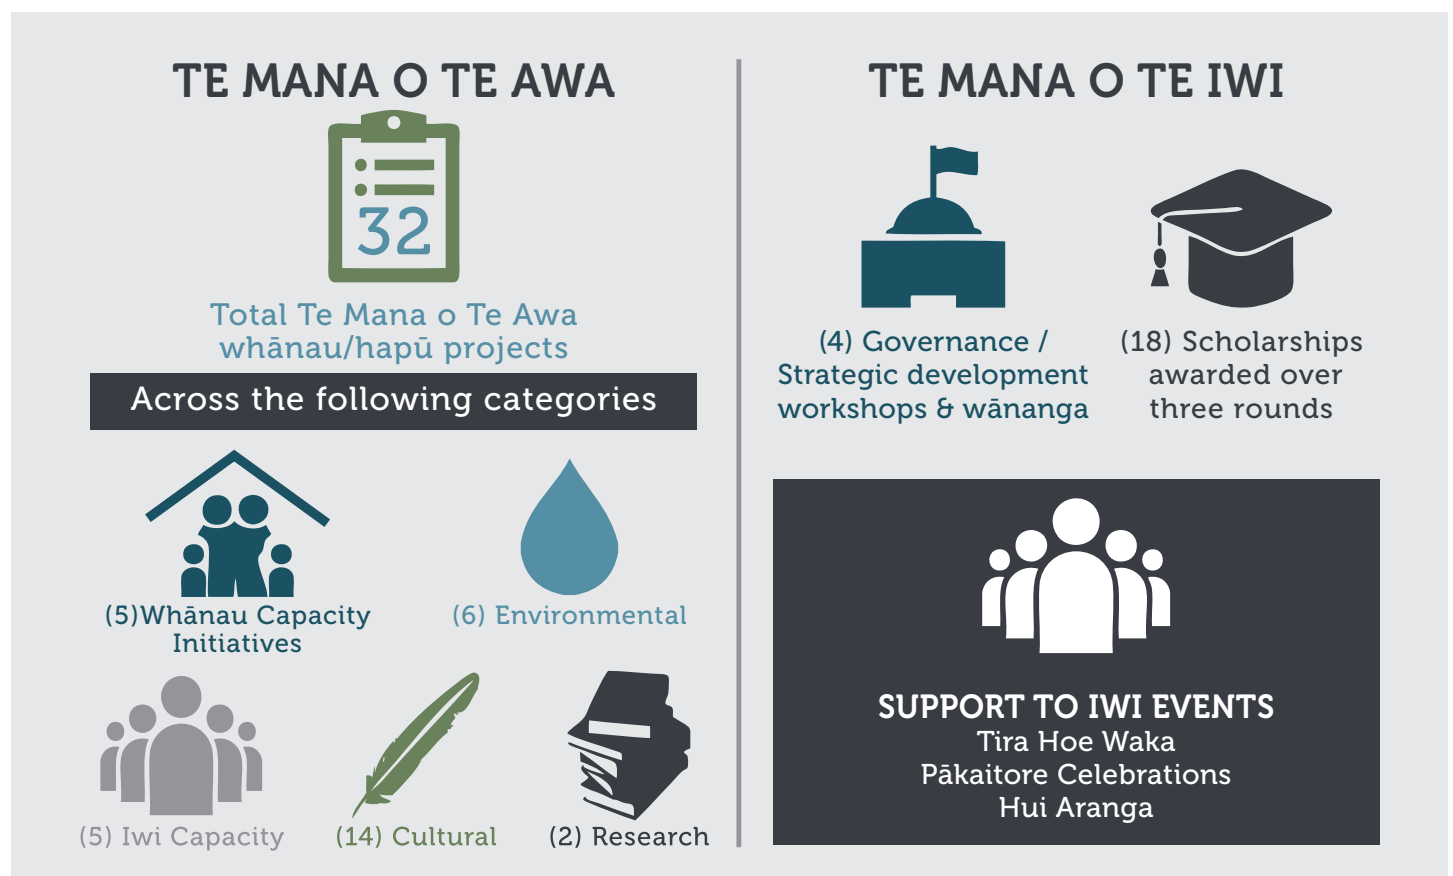 TE MANA O TE AWA
32
Total Te Mana o Te Awa
whānau/hapū projects
Across the following categories
(5)Whānau Capacity
Initiatives
(6) Environmental
(5) Iwi Capacity
(14) Cultural
(2) Research
TE MANA O TE IWI
(4) Governance /
Strategic development
workshops & wānanga
(18) Scholarships
awarded over
three rounds
SUPPORT TO IWI EVENTS
Tira Hoe Waka
Pākaitore Celebrations
Hui Aranga